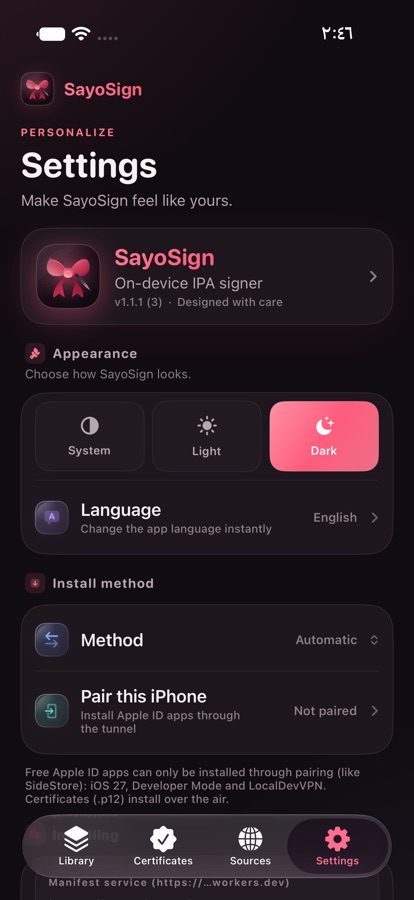 ٢:٤٦
SayoSign
PERSONALIZE
Settings
Make SayoSign feel like yours.
SayoSign
On-device IPA signer
v1.1.1 (3) · Designed with care
Appearance
Choose how SayoSign looks.
System
Light
Dark
Language
Change the app language instantly
English
Install method
Method
Automatic
Pair this iPhone
Install Apple ID apps through
the tunnel
Not paired
Free Apple ID apps can only be installed through pairing (like
SideStore): iOS 27, Developer Mode and LocalDevVPN.
Certificates (.p12) install over the air.
Library
Certificates
Sources
Settings
Manifest service (https://…workers.dev)